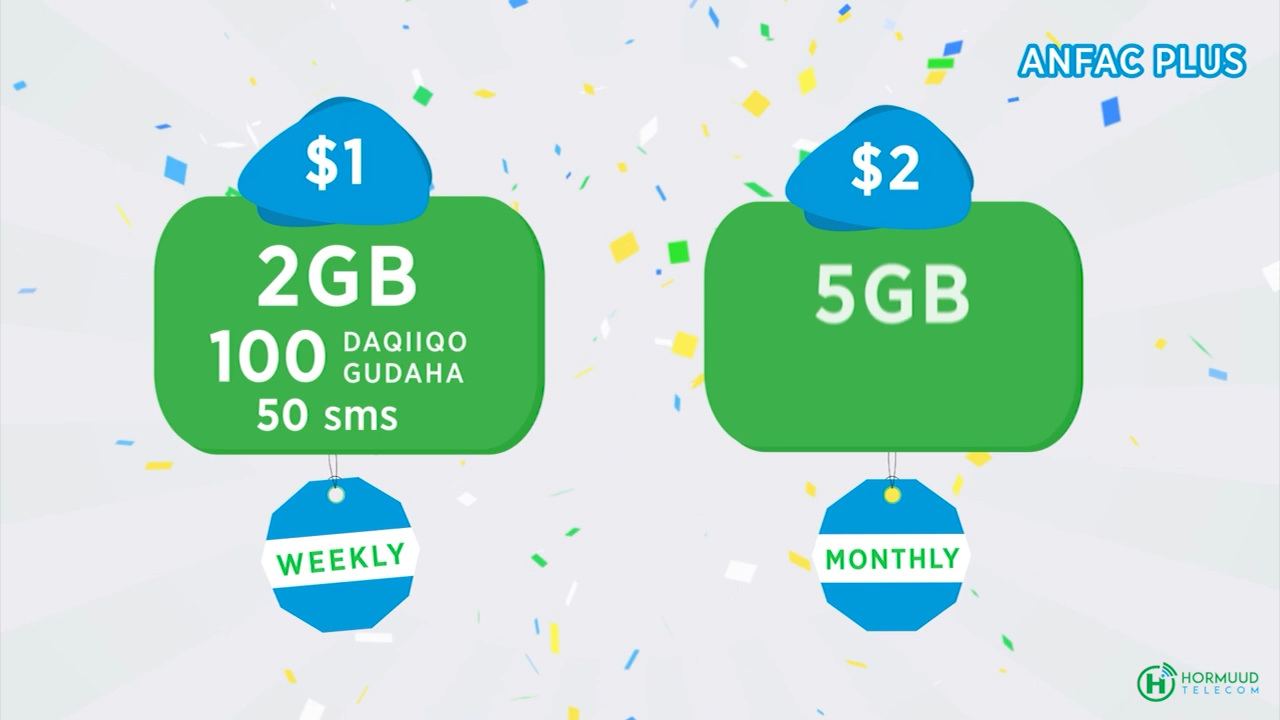 ANFAC PLUS
$1
2GB
100 DAQIIQO
GUDAHA
50 sms
WEEKLY
$2
5GB
MONTHLY
HORMUUD
TELECOM